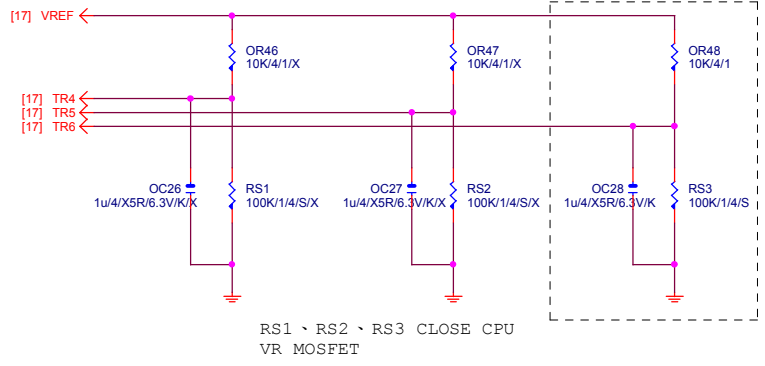 [17] VREF
OR46
10K/4/1/X
OR47
10K/4/1/X
OR48
10K/4/1
[17] TR4
[17] TR5
[17] TR6
OC26
1u/4/X5R/6.3V/K/X
RS1
100K/1/4/S/X
OC27
1u/4/X5R/6.3V/K/X
RS2
100K/1/4/S/X
OC28
1u/4/X5R/6.3V/K
RS3
100K/1/4/S
RS1、RS2、RS3 CLOSE CPU
VR MOSFET